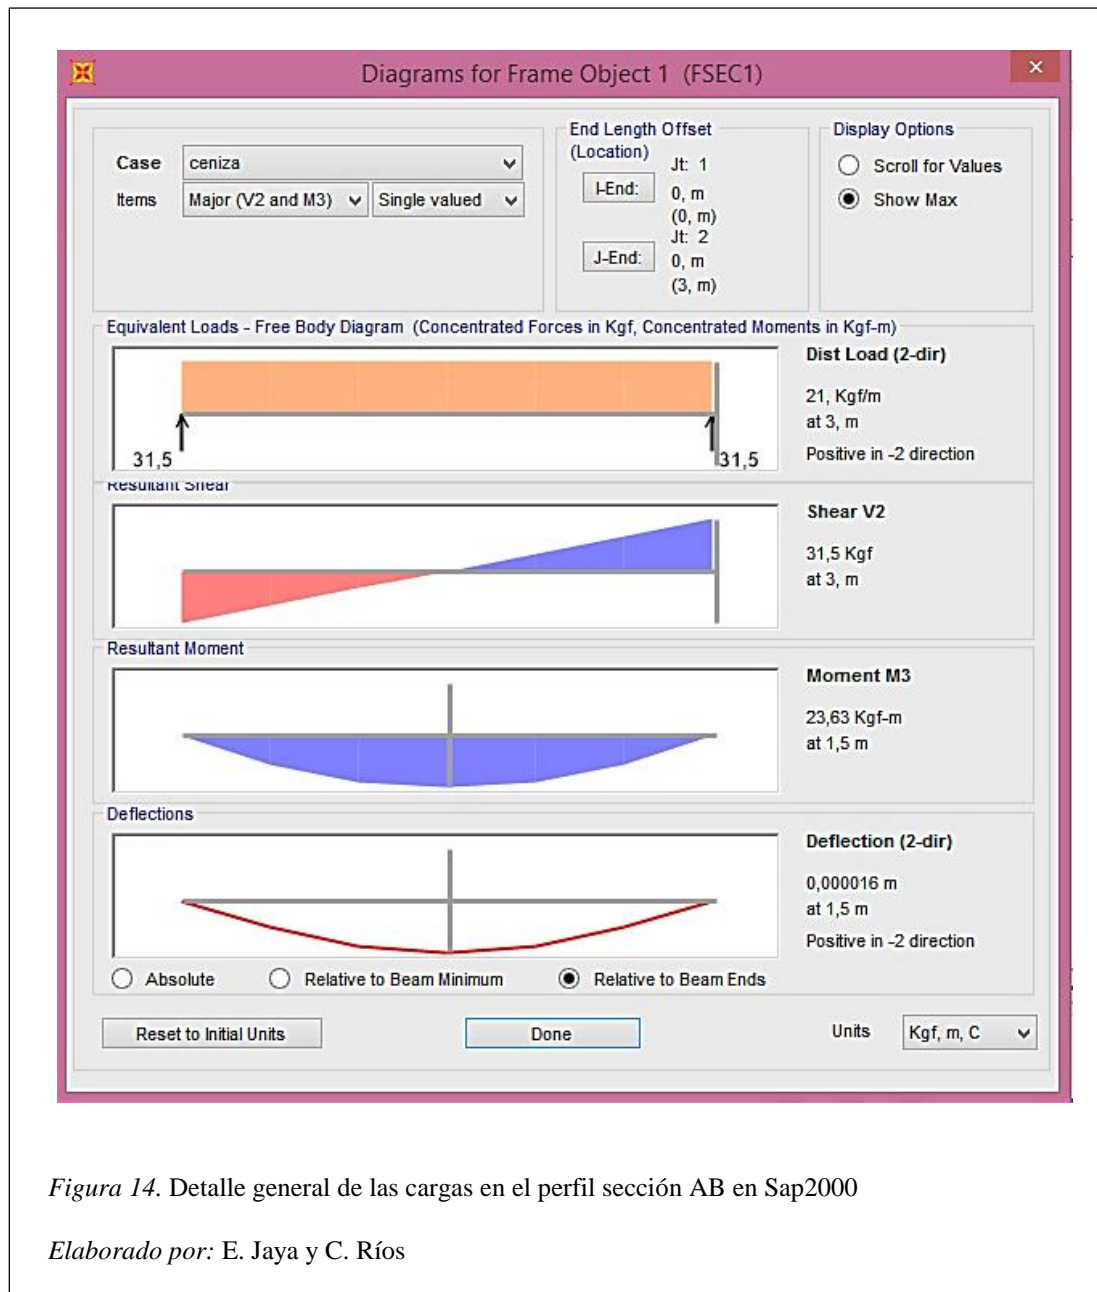 Diagrams for Frame Object 1 (FSEC1)
Case ceniza
Items Major (V2 and M3) Single valued
End Length Offset
(Location)
Jt: 1
I-End: 0, m
(0, m)
Jt: 2
J-End: 0, m
(3, m)
Display Options
Scroll for Values
Show Max
Equivalent Loads - Free Body Diagram (Concentrated Forces in Kgf, Concentrated Moments in Kgf-m)
31,5 31,5
Dist Load (2-dir)
21, Kgf/m
at 3, m
Positive in -2 direction
Resultant Shear
Shear V2
31,5 Kgf
at 3, m
Resultant Moment
Moment M3
23,63 Kgf-m
at 1,5 m
Deflections
Deflection (2-dir)
0,000016 m
at 1,5 m
Positive in -2 direction
Absolute Relative to Beam Minimum Relative to Beam Ends
Reset to Initial Units Done Units Kgf, m, C
Figura 14. Detalle general de las cargas en el perfil sección AB en Sap2000
Elaborado por: E. Jaya y C. Ríos